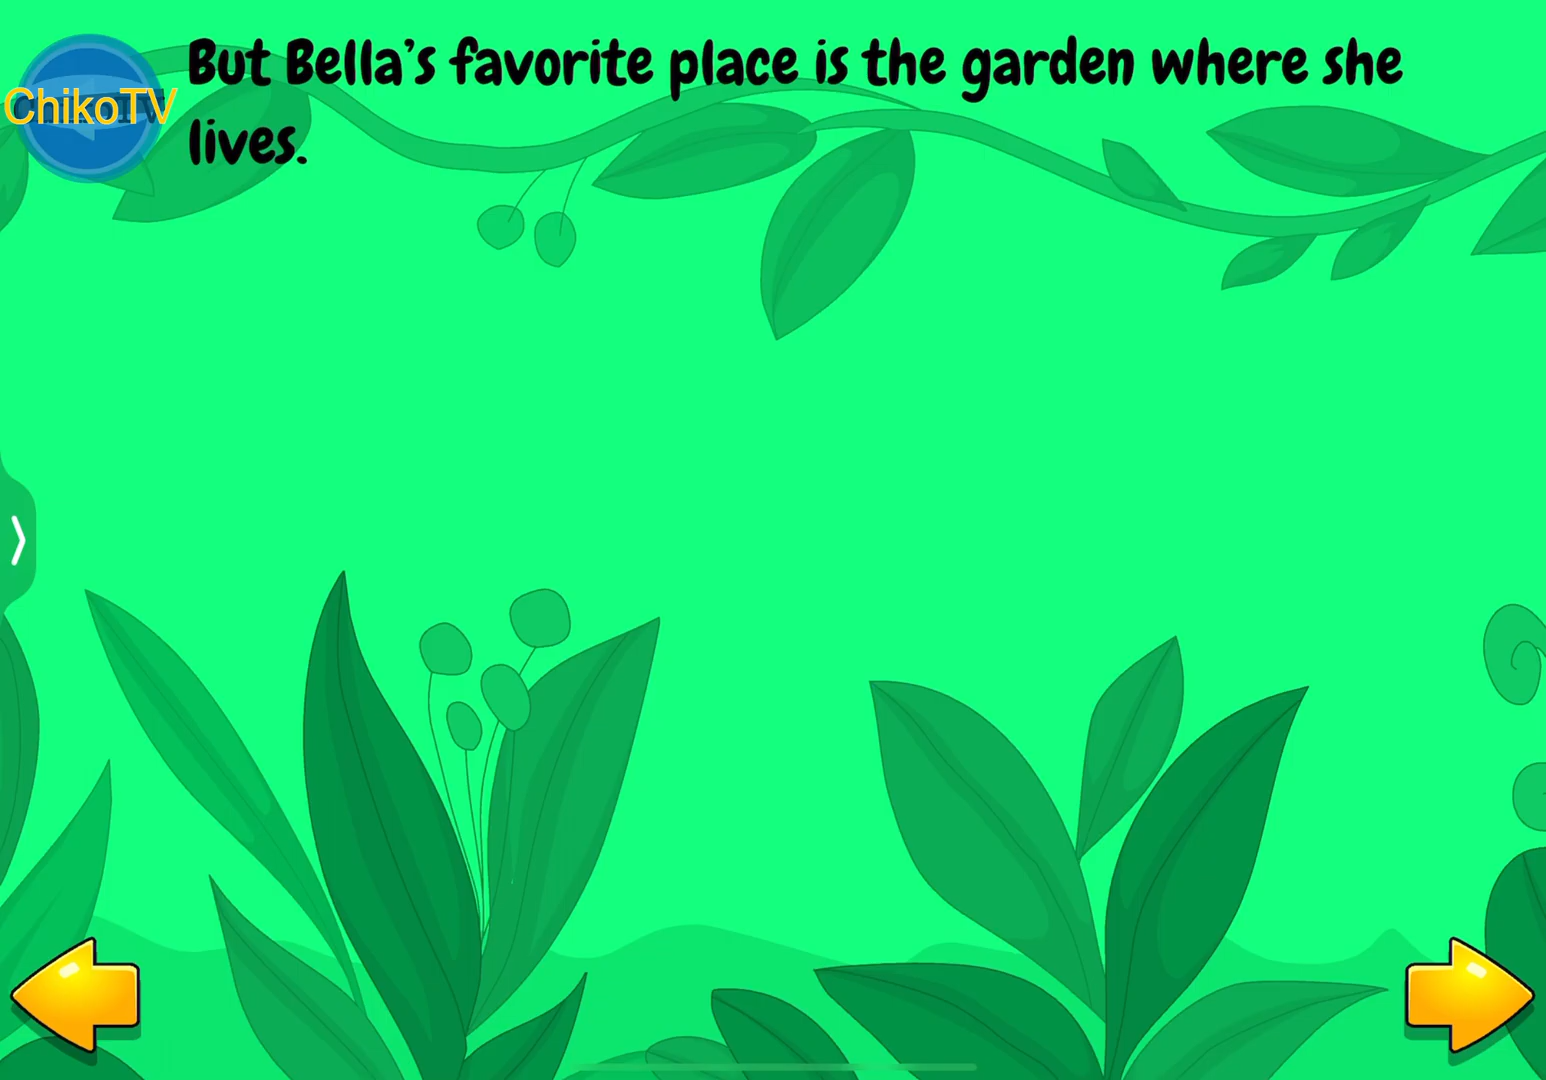 But Bella's favorite place is the garden where she
lives.
ChikoTV